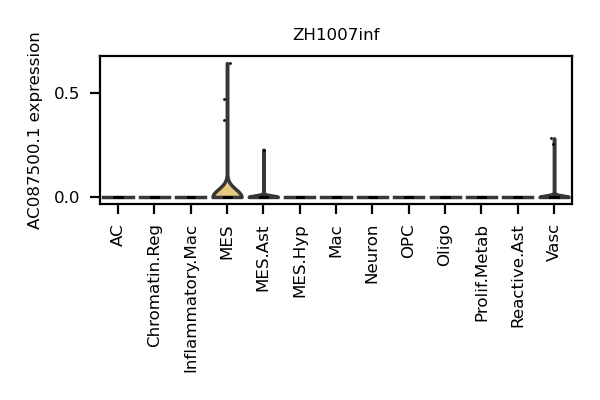 ZH1007inf
AC087500.1 expression
0.5
0.0
AC
Chromatin.Reg
Inflammatory.Mac
MES
MES.Ast
MES.Hyp
Mac
Neuron
OPC
Oligo
Prolif.Metab
Reactive.Ast
Vasc